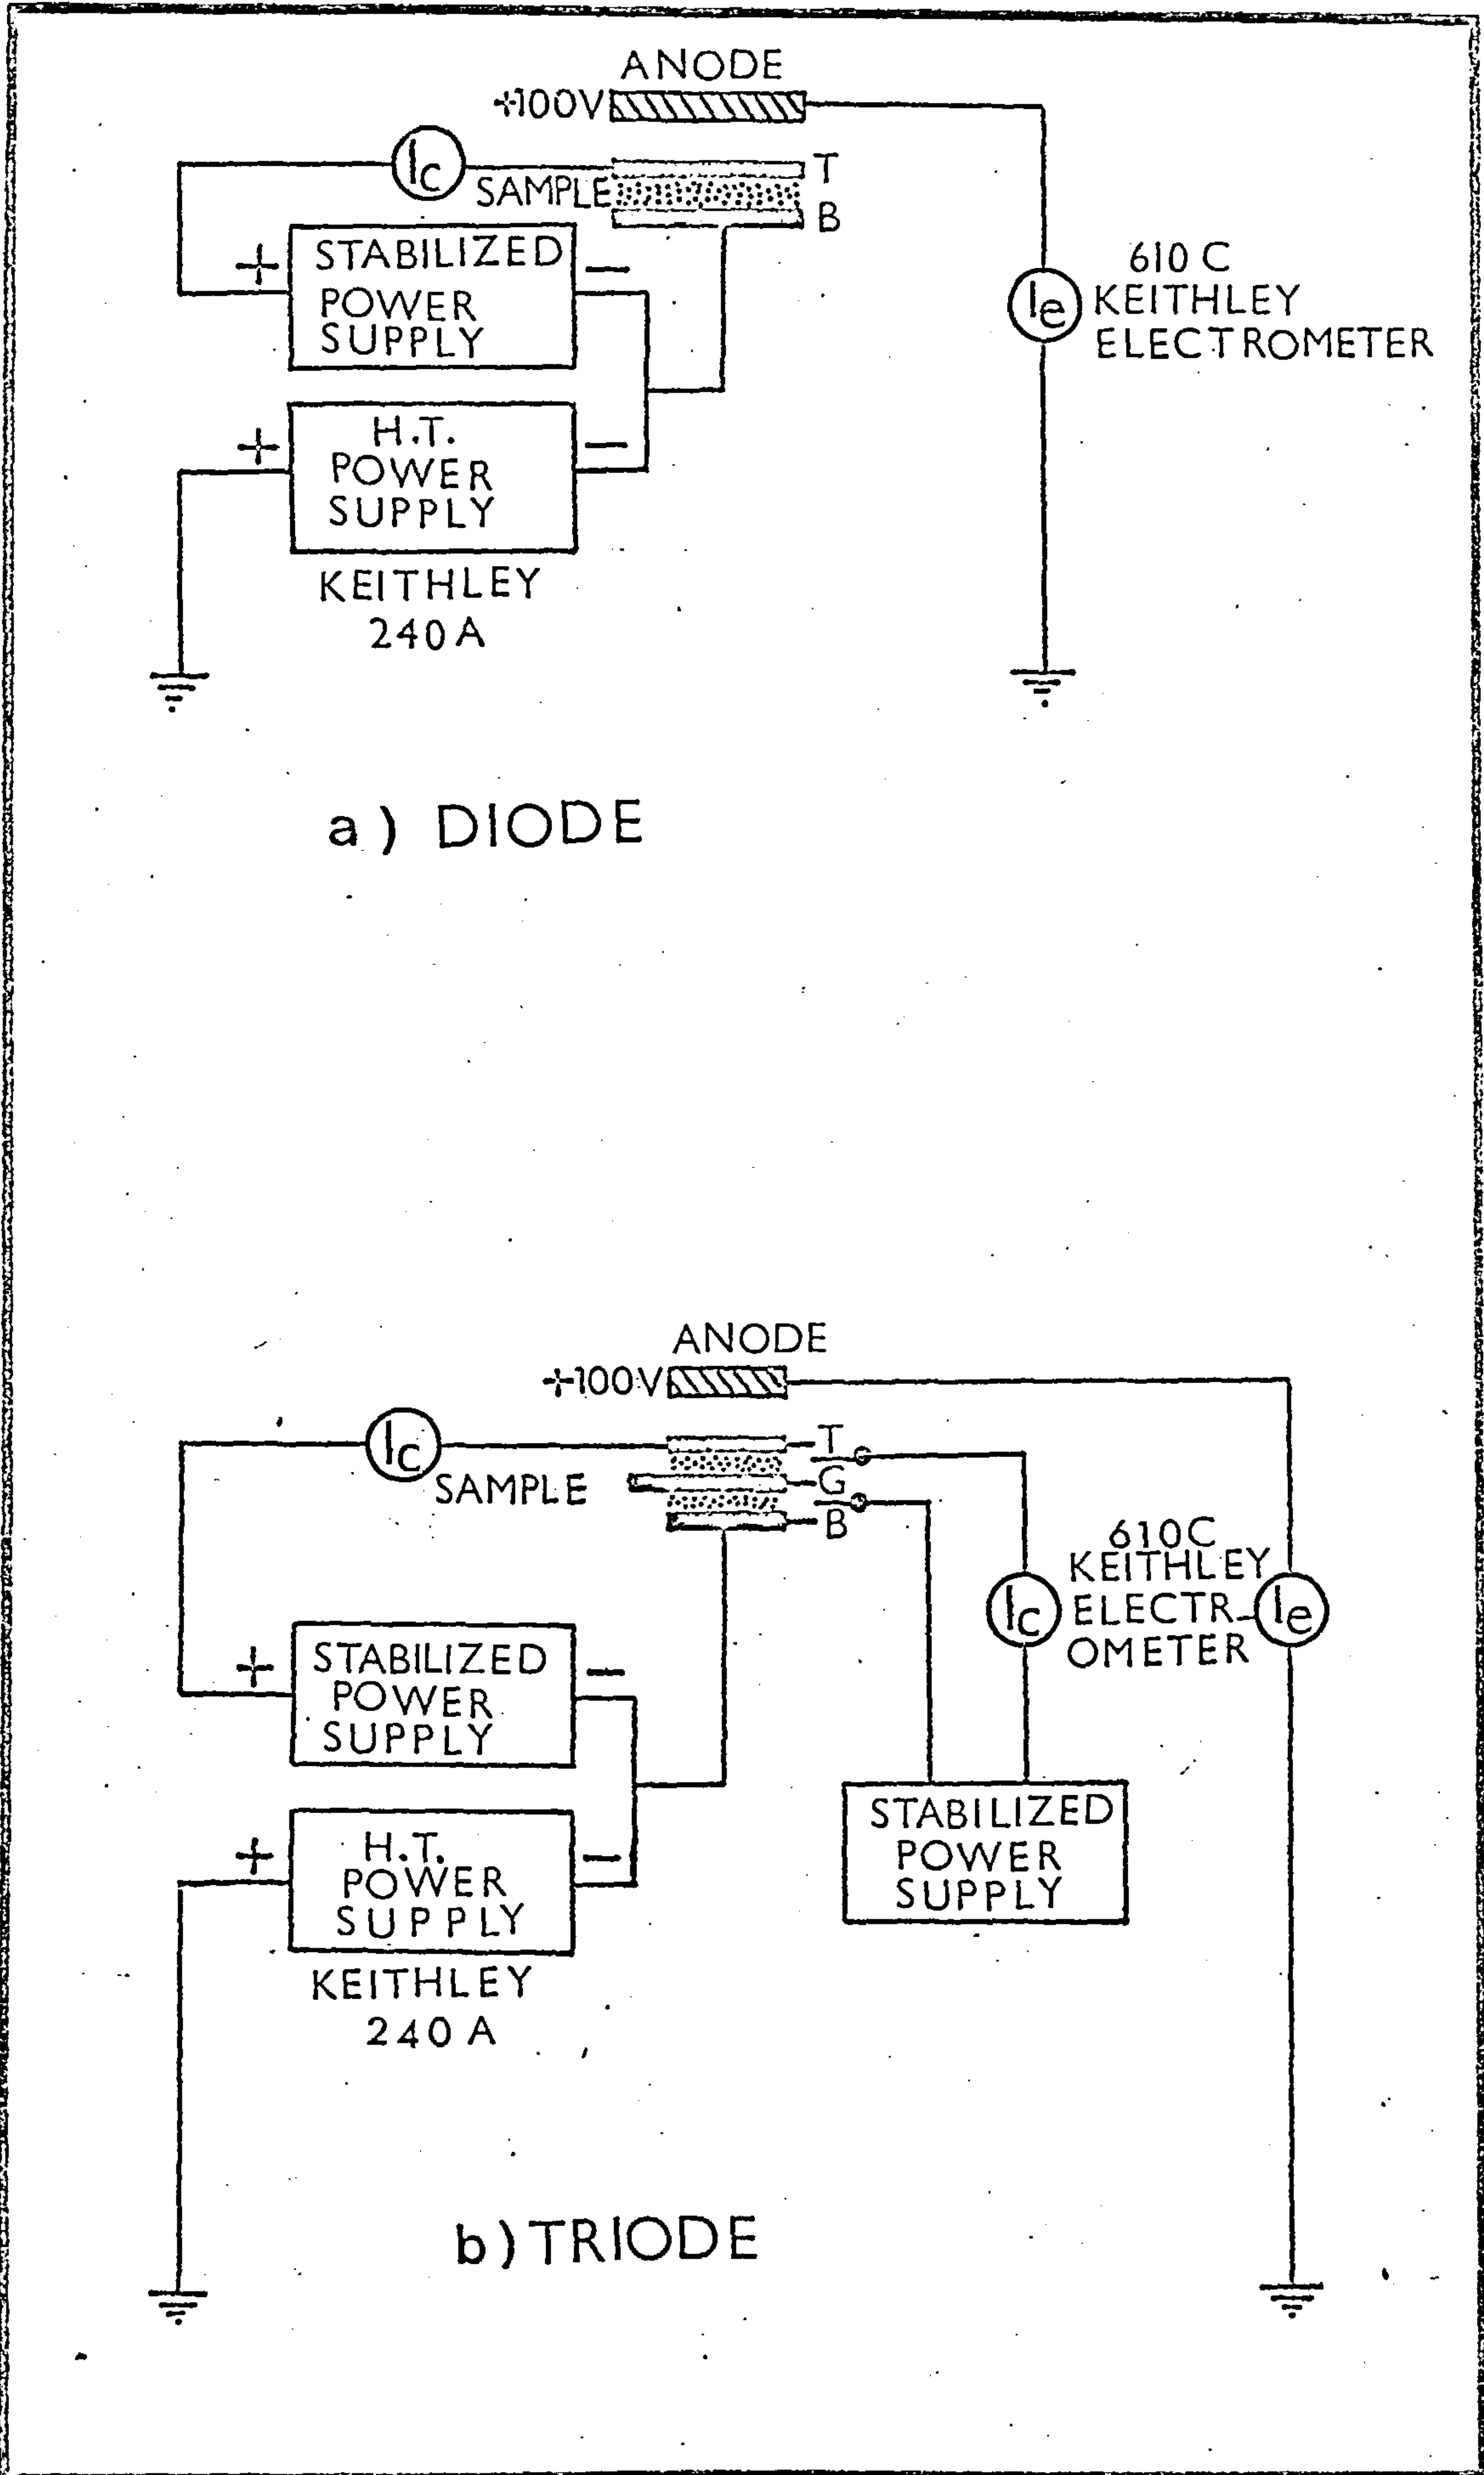 ANODE
+100V
Ic
SAMPLE
T
B
+
STABILIZED
POWER
SUPPLY
−
610 C
Ie
KEITHLEY
ELECTROMETER
+
H.T.
POWER
SUPPLY
−
KEITHLEY
240 A
a) DIODE
ANODE
+100V
Ic
SAMPLE
T
G
B
610C
KEITHLEY
Ic
ELECTR-
OMETER
Ie
+
STABILIZED
POWER
SUPPLY
−
STABILIZED
POWER
SUPPLY
+
H.T.
POWER
SUPPLY
−
KEITHLEY
240 A
b) TRIODE